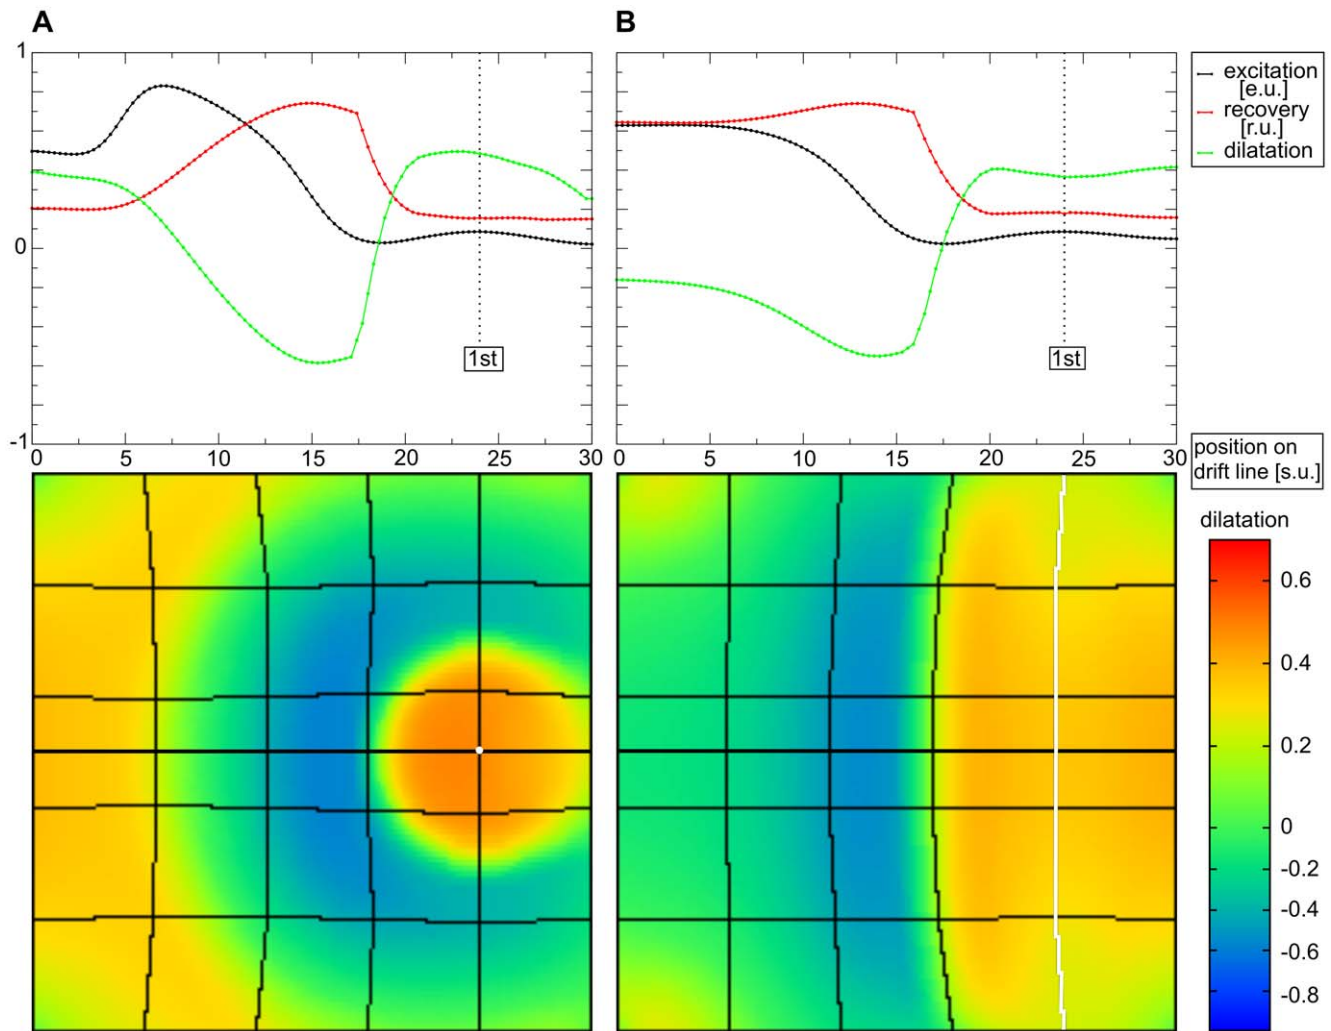 A
B
1
0
-1
excitation
[e.u.]
recovery
[r.u.]
dilatation
1st
1st
0 5 10 15 20 25 30
0 5 10 15 20 25 30
position on
drift line [s.u.]
dilatation
0.6
0.4
0.2
0
-0.2
-0.4
-0.6
-0.8